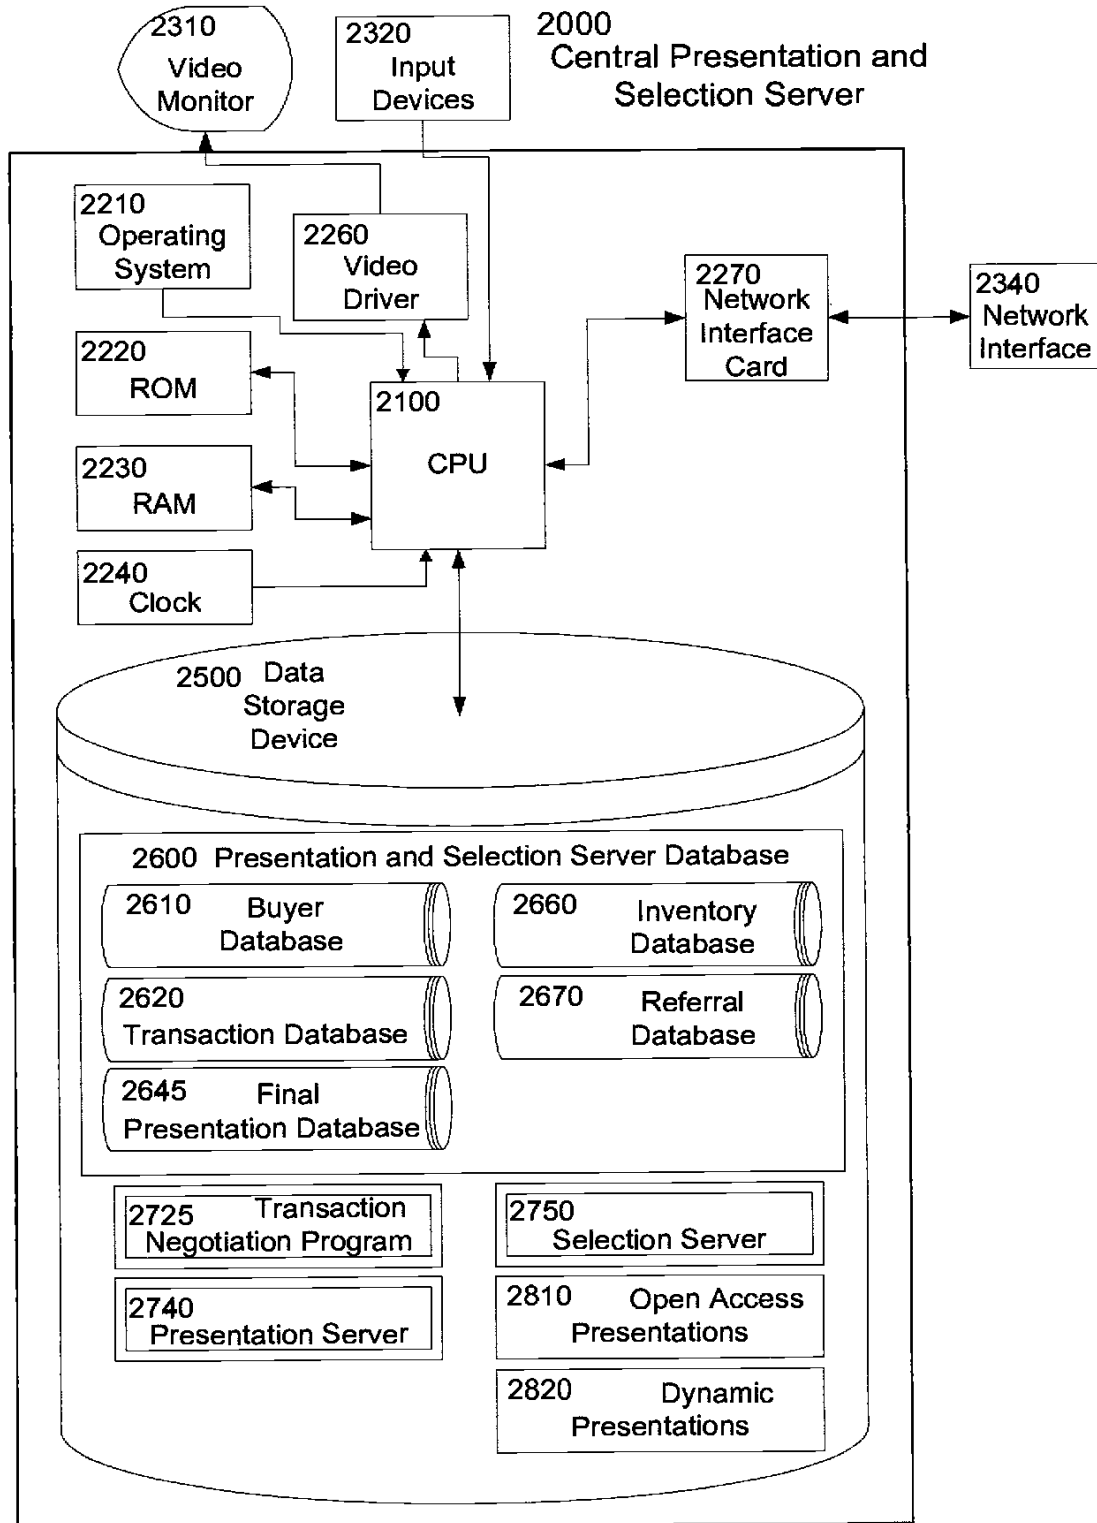 2310
Video
Monitor
2320
Input
Devices
2000
Central Presentation and
Selection Server
2210
Operating
System
2260
Video
Driver
2270
Network
Interface
Card
2340
Network
Interface
2220
ROM
2100
CPU
2230
RAM
2240
Clock
2500 Data
Storage
Device
2600 Presentation and Selection Server Database
2610 Buyer
Database
2660 Inventory
Database
2620
Transaction Database
2670 Referral
Database
2645 Final
Presentation Database
2725 Transaction
Negotiation Program
2750
Selection Server
2740
Presentation Server
2810 Open Access
Presentations
2820 Dynamic
Presentations